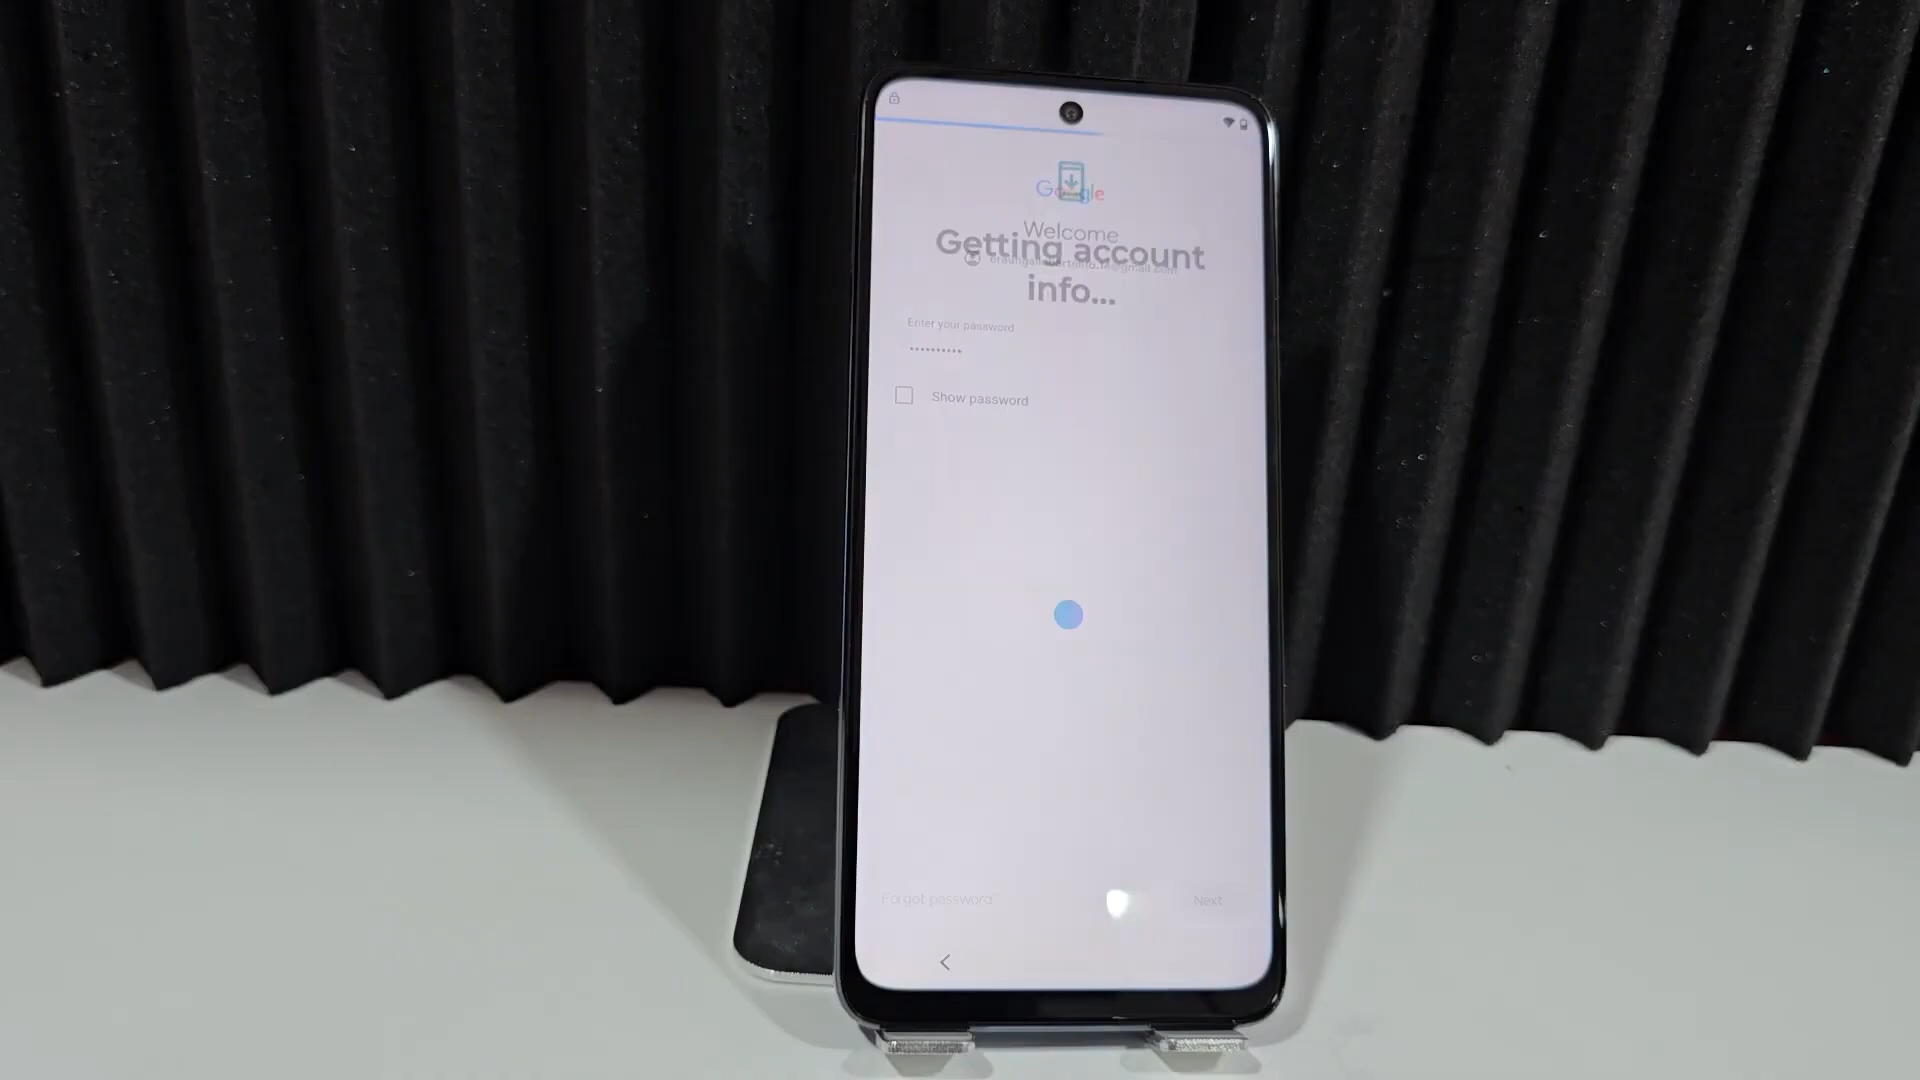 Google
Welcome
Getting account
info...
Enter your password
••••••••••
Show password
Forgot password?
Next